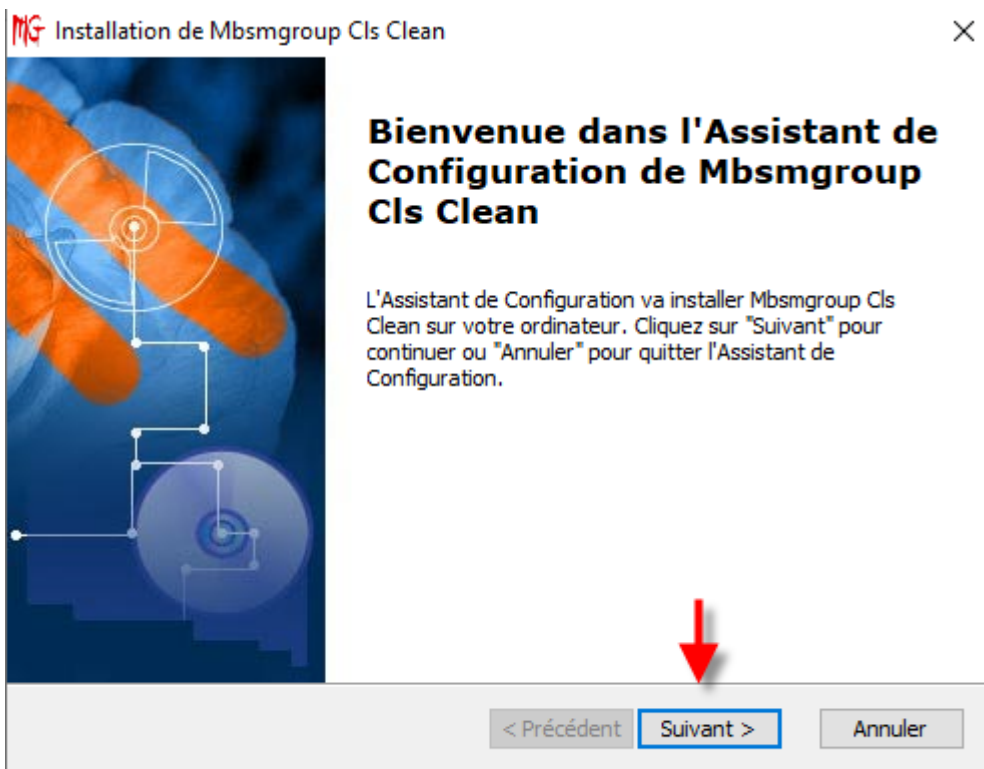 MG Installation de Mbsmgroup Cls Clean
Bienvenue dans l'Assistant de
Configuration de Mbsmgroup
Cls Clean
L'Assistant de Configuration va installer Mbsmgroup Cls
Clean sur votre ordinateur. Cliquez sur "Suivant" pour
continuer ou "Annuler" pour quitter l'Assistant de
Configuration.
< Précédent Suivant > Annuler